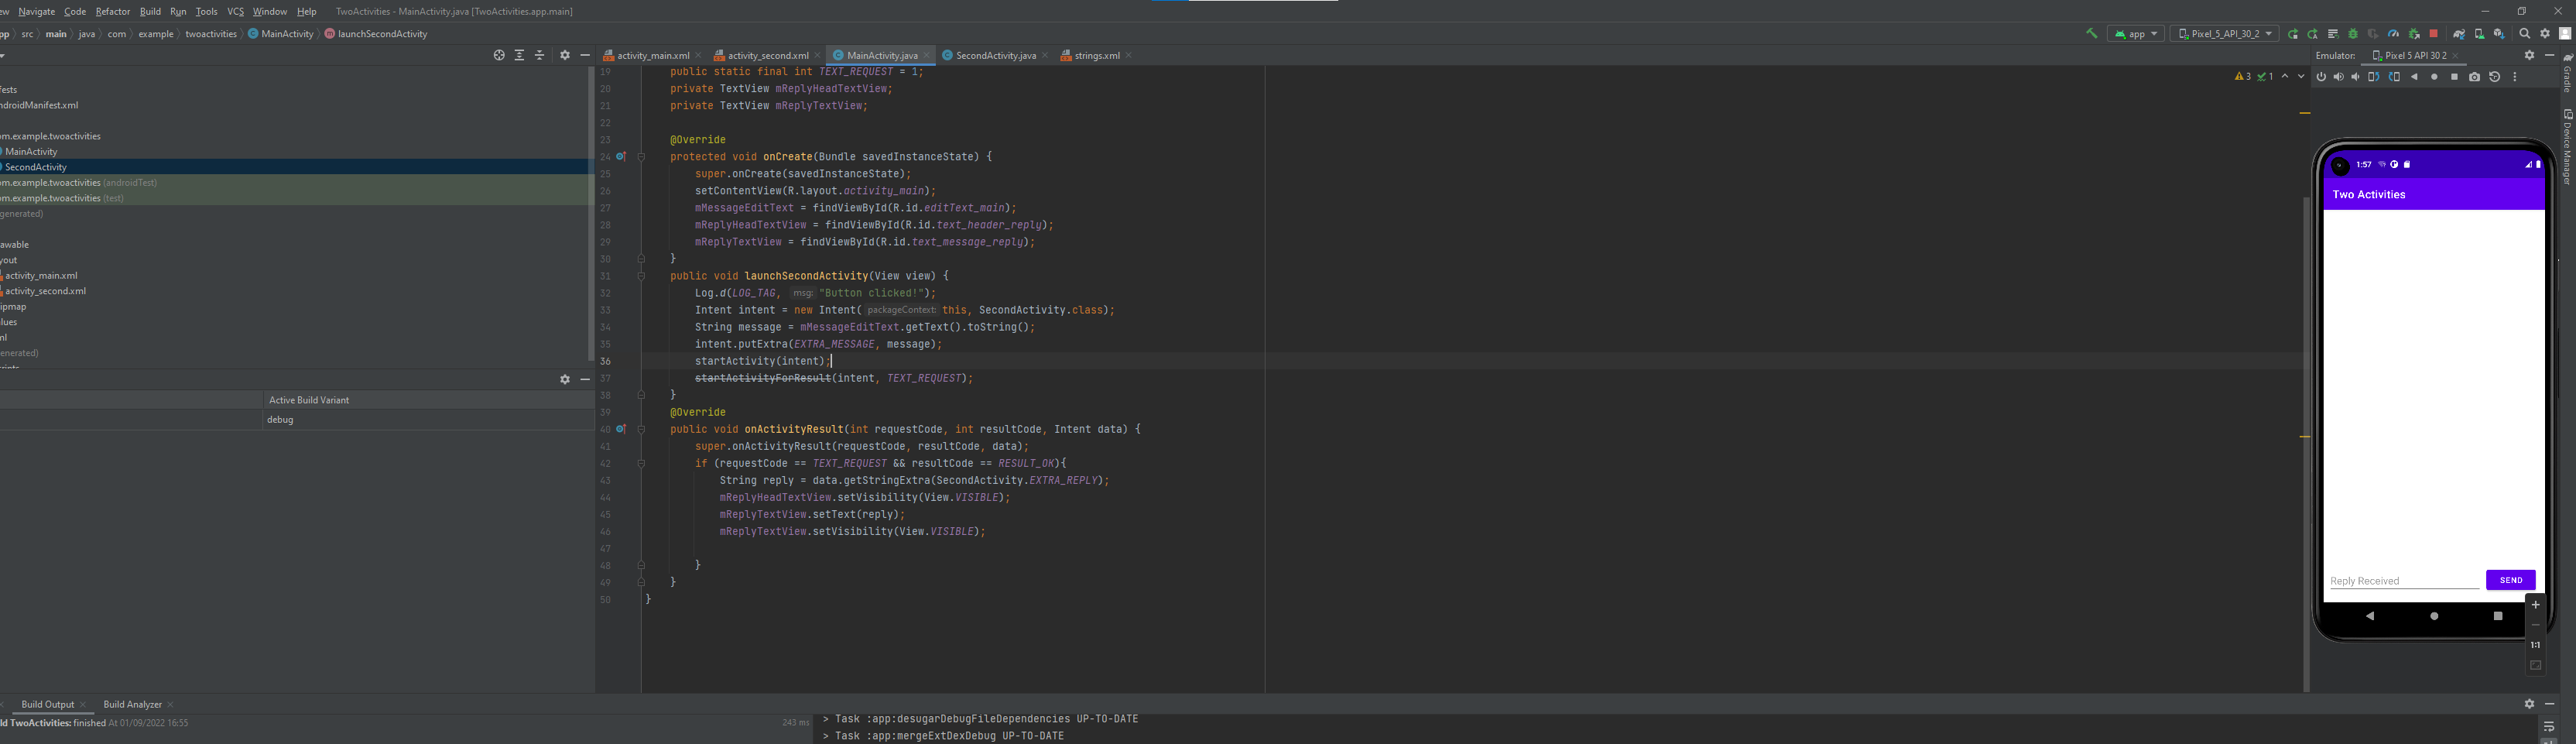 ew Navigate Code Refactor Build Run Tools VCS Window Help TwoActivities - MainActivity.java [TwoActivities.app.main]
pp src main java com example twoactivities MainActivity launchSecondActivity app Pixel_5_API_30_2
activity_main.xml activity_second.xml MainActivity.java SecondActivity.java strings.xml Emulator: Pixel 5 API 30 2
3 1
fests
ndroidManifest.xml
om.example.twoactivities
MainActivity
SecondActivity
om.example.twoactivities (androidTest)
om.example.twoactivities (test)
generated)
awable
yout
activity_main.xml
activity_second.xml
ipmap
lues
ml
enerated)
Active Build Variant
debug
19 public static final int TEXT_REQUEST = 1;
20 private TextView mReplyHeadTextView;
21 private TextView mReplyTextView;
22
23 @Override
24 protected void onCreate(Bundle savedInstanceState) {
25 super.onCreate(savedInstanceState);
26 setContentView(R.layout.activity_main);
27 mMessageEditText = findViewById(R.id.editText_main);
28 mReplyHeadTextView = findViewById(R.id.text_header_reply);
29 mReplyTextView = findViewById(R.id.text_message_reply);
30 }
31 public void launchSecondActivity(View view) {
32 Log.d(LOG_TAG, msg: "Button clicked!");
33 Intent intent = new Intent( packageContext: this, SecondActivity.class);
34 String message = mMessageEditText.getText().toString();
35 intent.putExtra(EXTRA_MESSAGE, message);
36 startActivity(intent);
37 startActivityForResult(intent, TEXT_REQUEST);
38 }
39 @Override
40 public void onActivityResult(int requestCode, int resultCode, Intent data) {
41 super.onActivityResult(requestCode, resultCode, data);
42 if (requestCode == TEXT_REQUEST && resultCode == RESULT_OK){
43 String reply = data.getStringExtra(SecondActivity.EXTRA_REPLY);
44 mReplyHeadTextView.setVisibility(View.VISIBLE);
45 mReplyTextView.setText(reply);
46 mReplyTextView.setVisibility(View.VISIBLE);
47
48 }
49 }
50 }
1:57
Two Activities
Reply Received SEND
1:1
Gradle
Device Manager
Build Output Build Analyzer
ld TwoActivities: finished At 01/09/2022 16:55 243 ms
> Task :app:desugarDebugFileDependencies UP-TO-DATE
> Task :app:mergeExtDexDebug UP-TO-DATE